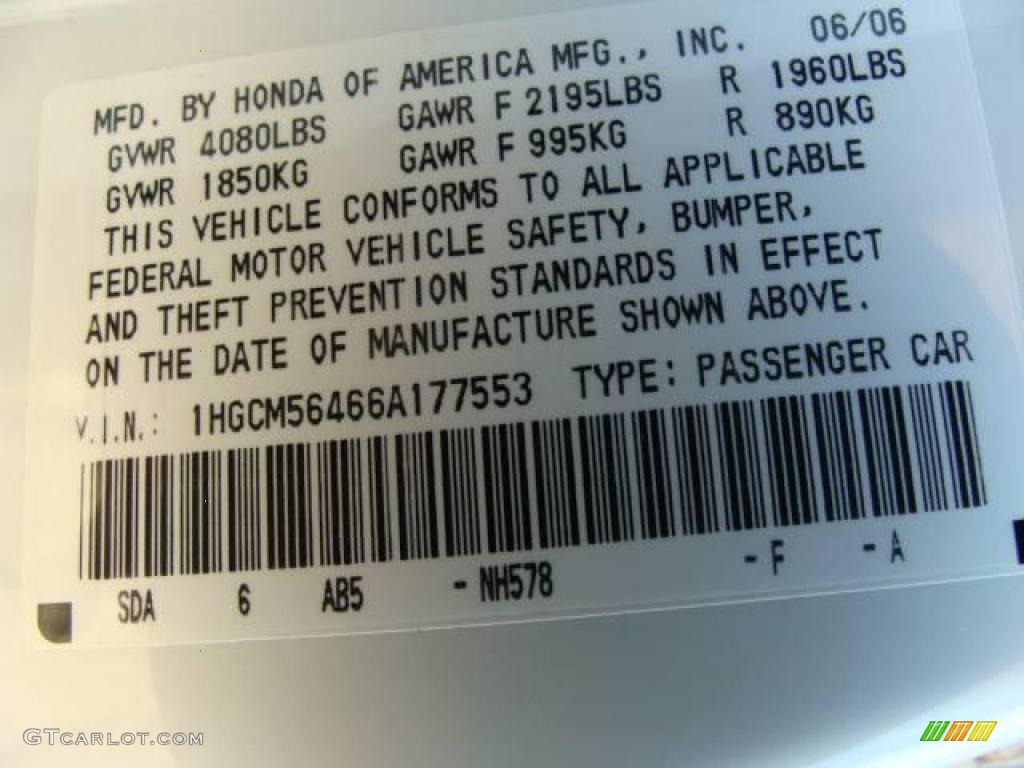 MFD. BY HONDA OF AMERICA MFG., INC. 06/06
GVWR 4080LBS GAWR F 2195LBS R 1960LBS
GVWR 1850KG GAWR F 995KG R 890KG
THIS VEHICLE CONFORMS TO ALL APPLICABLE
FEDERAL MOTOR VEHICLE SAFETY, BUMPER,
AND THEFT PREVENTION STANDARDS IN EFFECT
ON THE DATE OF MANUFACTURE SHOWN ABOVE.
V.I.N.: 1HGCM56466A177553 TYPE: PASSENGER CAR
SDA 6 AB5 - NH578 - F - A
GTCARLOT.COM